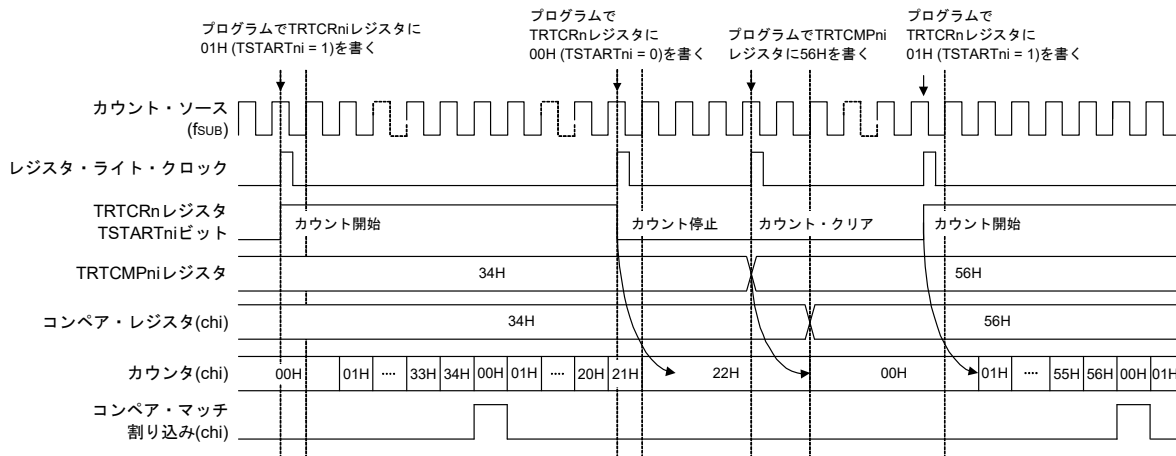 プログラムでTRTCRniレジスタに
01H (TSTARTni = 1)を書く
プログラムで
TRTCRnレジスタに
00H (TSTARTni = 0)を書く
プログラムでTRTCMPni
レジスタに56Hを書く
プログラムで
TRTCRnレジスタに
01H (TSTARTni = 1)を書く
カウント・ソース
(fSUB)
レジスタ・ライト・クロック
TRTCRnレジスタ
TSTARTniビット
カウント開始 カウント停止 カウント・クリア カウント開始
TRTCMPniレジスタ 34H 56H
コンペア・レジスタ(chi) 34H 56H
カウンタ(chi) 00H 01H ···· 33H 34H 00H 01H ···· 20H 21H 22H 00H 01H ···· 55H 56H 00H 01H
コンペア・マッチ
割り込み(chi)